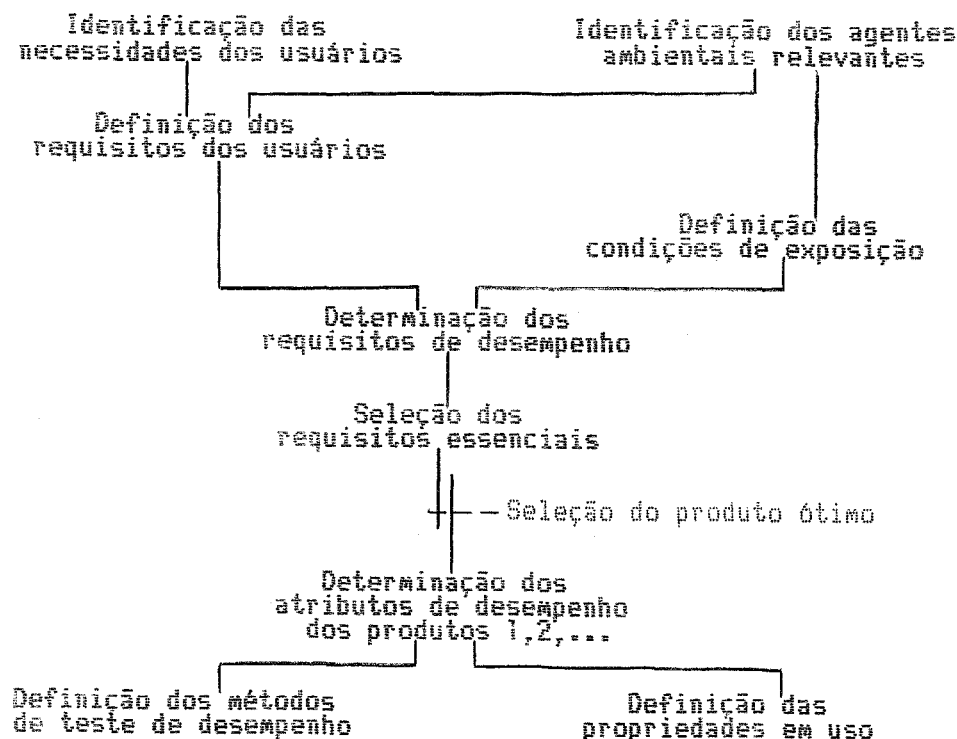 Identificação das
necessidades dos usuários
Identificação dos agentes
ambientais relevantes
Definição dos
requisitos dos usuários
Definição das
condições de exposição
Determinação dos
requisitos de desempenho
Seleção dos
requisitos essenciais
Seleção do produto ótimo
Determinação dos
atributos de desempenho
dos produtos 1,2,...
Definição dos métodos
de teste de desempenho
Definição das
propriedades em uso